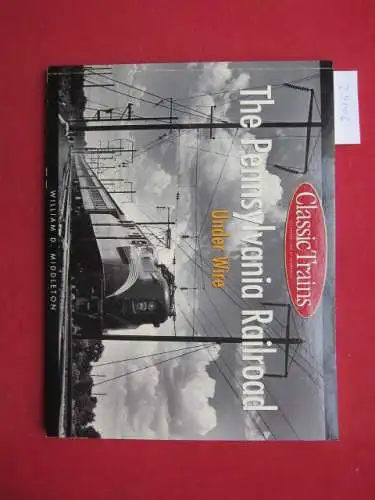 Classic Trains
The Pennsylvania Railroad
Under Wire
WILLIAM D. MIDDLETON